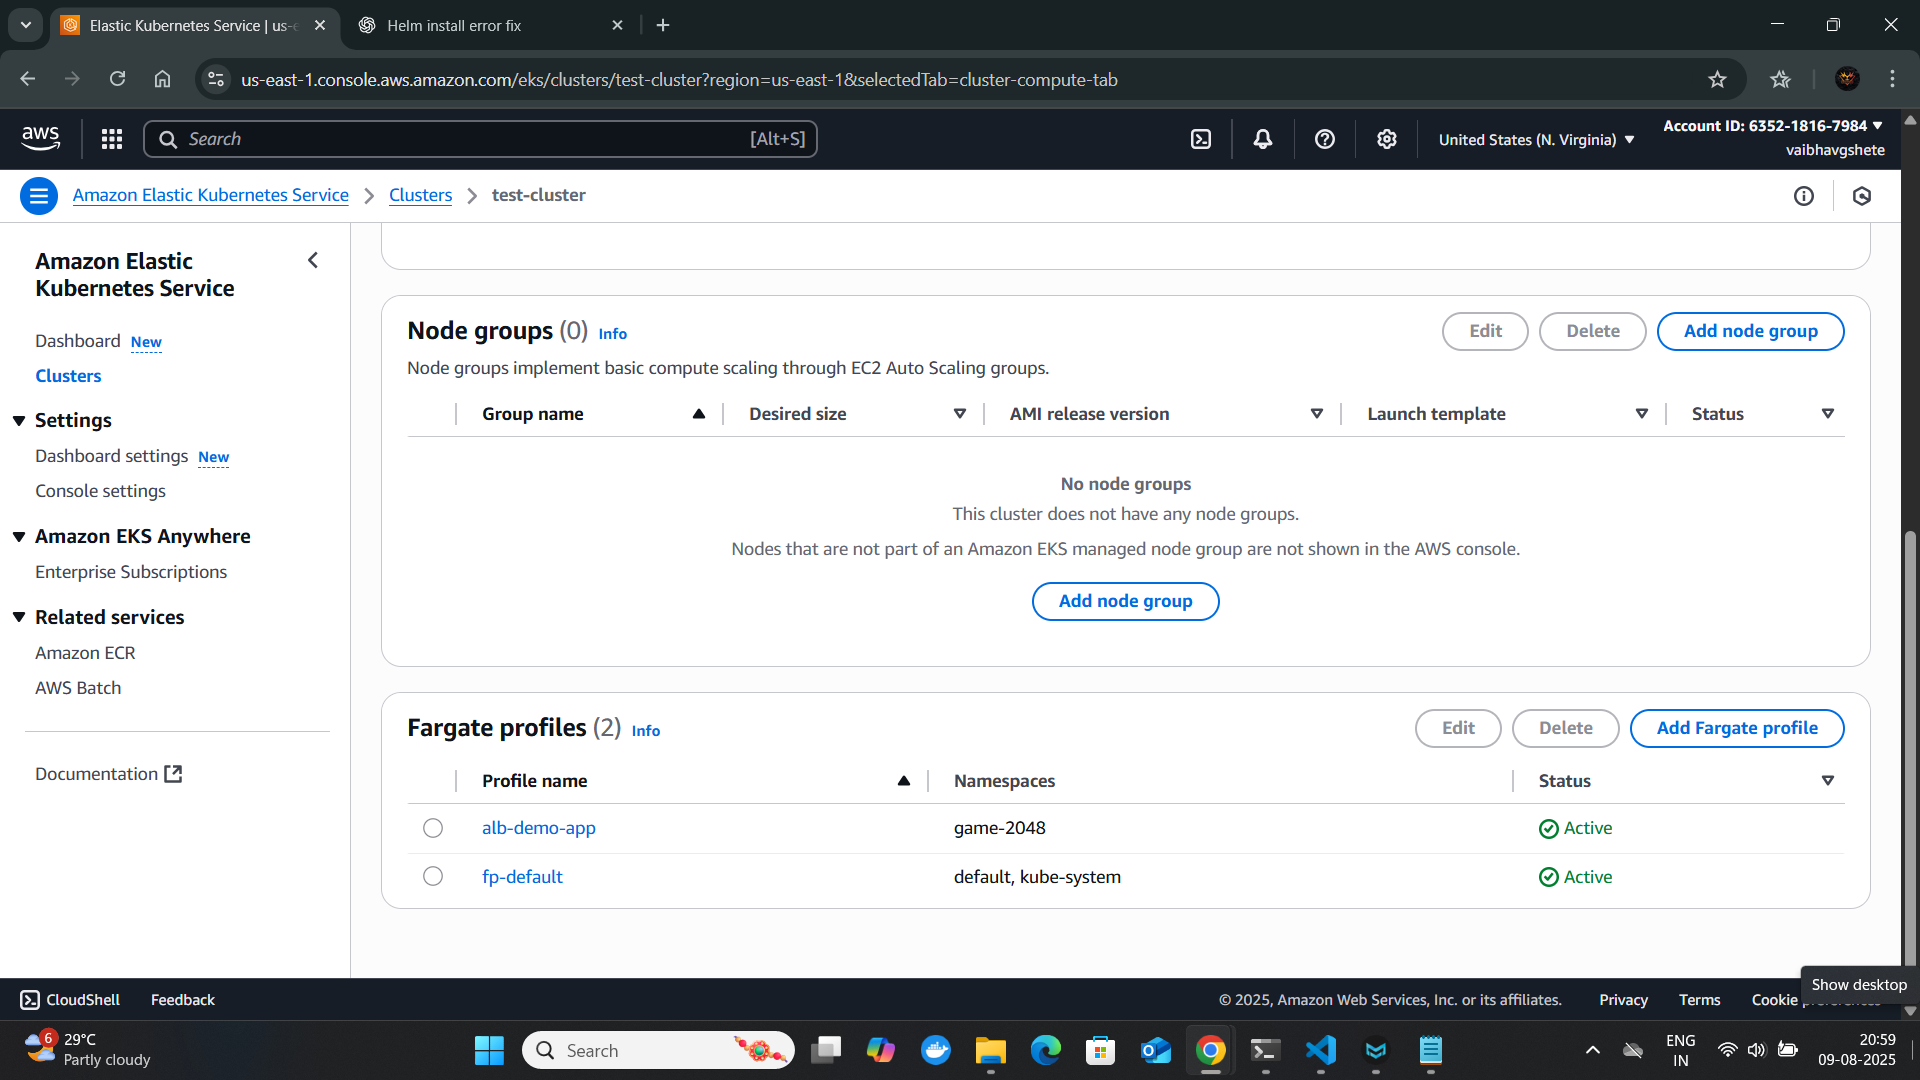 Elastic Kubernetes Service | us-e
Helm install error fix
us-east-1.console.aws.amazon.com/eks/clusters/test-cluster?region=us-east-1&selectedTab=cluster-compute-tab
aws
Search
[Alt+S]
United States (N. Virginia)
Account ID: 6352-1816-7984
vaibhavgshete
Amazon Elastic Kubernetes Service
Clusters
test-cluster
Amazon Elastic
Kubernetes Service
Dashboard New
Clusters
Settings
Dashboard settings New
Console settings
Amazon EKS Anywhere
Enterprise Subscriptions
Related services
Amazon ECR
AWS Batch
Documentation
Node groups (0) Info
Edit
Delete
Add node group
Node groups implement basic compute scaling through EC2 Auto Scaling groups.
Group name
Desired size
AMI release version
Launch template
Status
No node groups
This cluster does not have any node groups.
Nodes that are not part of an Amazon EKS managed node group are not shown in the AWS console.
Add node group
Fargate profiles (2) Info
Edit
Delete
Add Fargate profile
Profile name
Namespaces
Status
alb-demo-app
game-2048
Active
fp-default
default, kube-system
Active
CloudShell
Feedback
© 2025, Amazon Web Services, Inc. or its affiliates.
Privacy
Terms
Cookie
Show desktop
6
29°C
Partly cloudy
Search
ENG
IN
20:59
09-08-2025